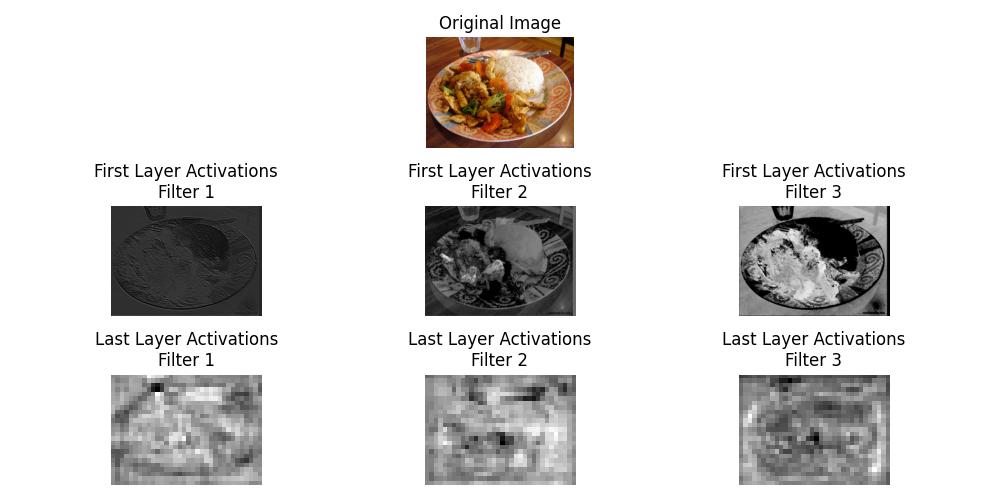 Original Image
First Layer Activations
Filter 1
First Layer Activations
Filter 2
First Layer Activations
Filter 3
Last Layer Activations
Filter 1
Last Layer Activations
Filter 2
Last Layer Activations
Filter 3